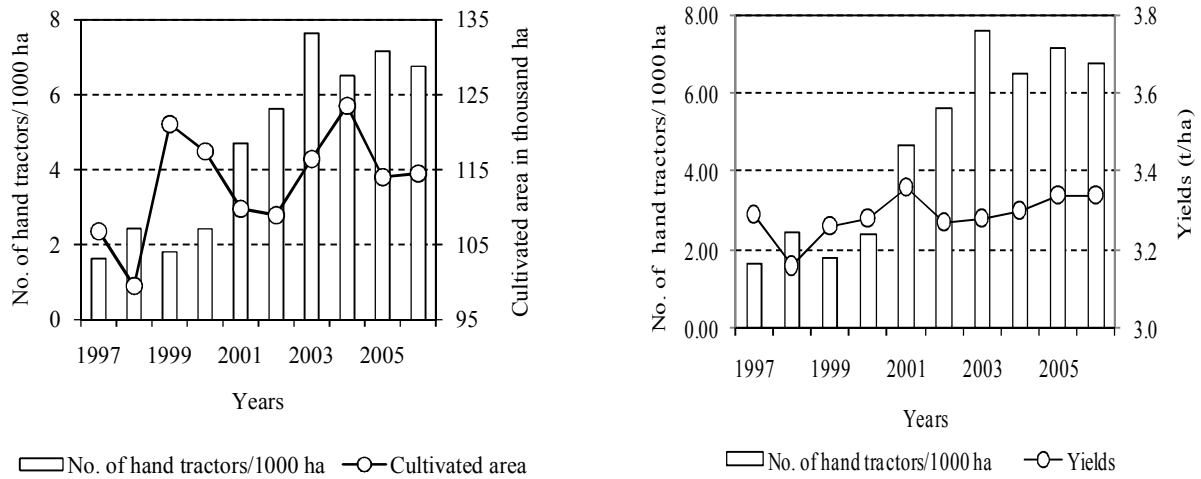 8
6
4
2
0
No. of hand tractors/1000 ha
135
125
115
105
95
Cultivated area in thousand ha
1997 1999 2001 2003 2005
Years
No. of hand tractors/1000 ha Cultivated area
8.00
6.00
4.00
2.00
0.00
No. of hand tractors/1000 ha
3.8
3.6
3.4
3.2
3.0
Yields (t/ha)
1997 1999 2001 2003 2005
Years
No. of hand tractors/1000 ha Yields